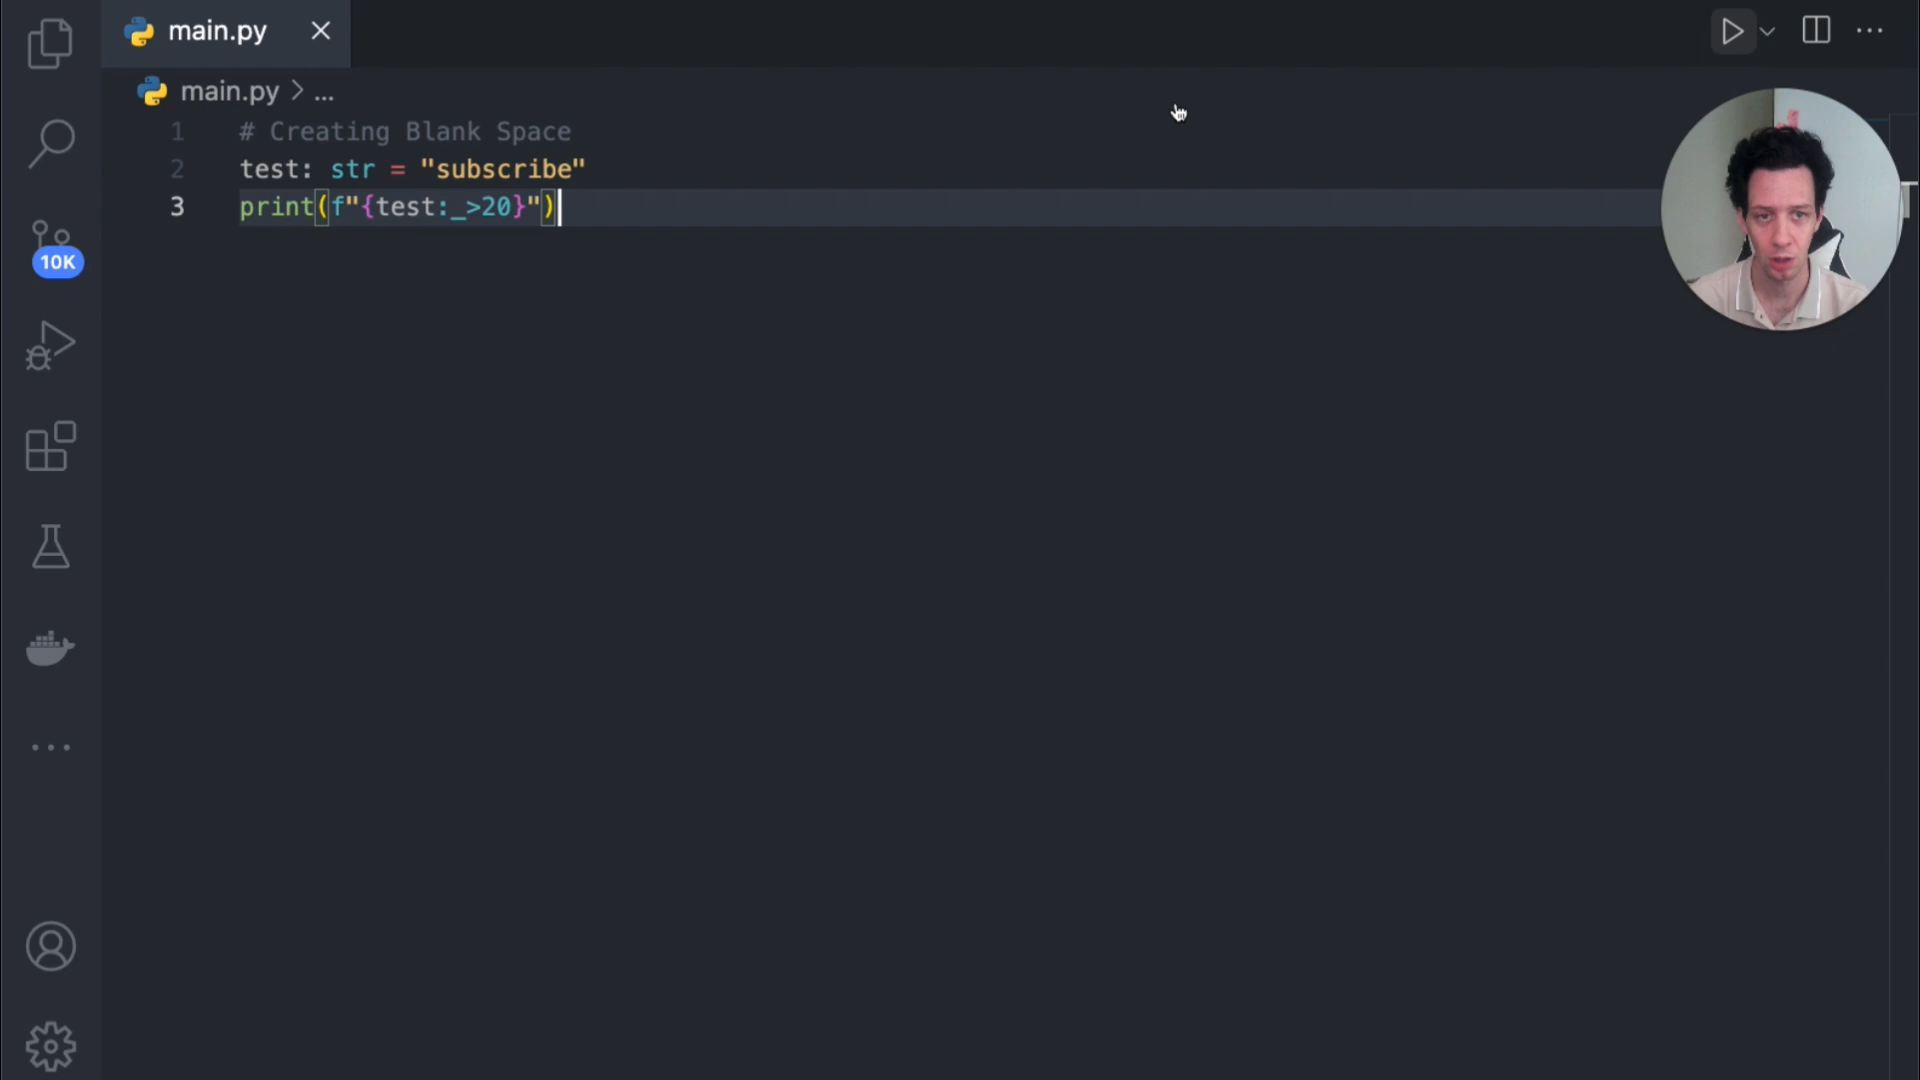 main.py
main.py > ...
1 # Creating Blank Space
2 test: str = "subscribe"
3 print(f"{test:_>20}")
10K